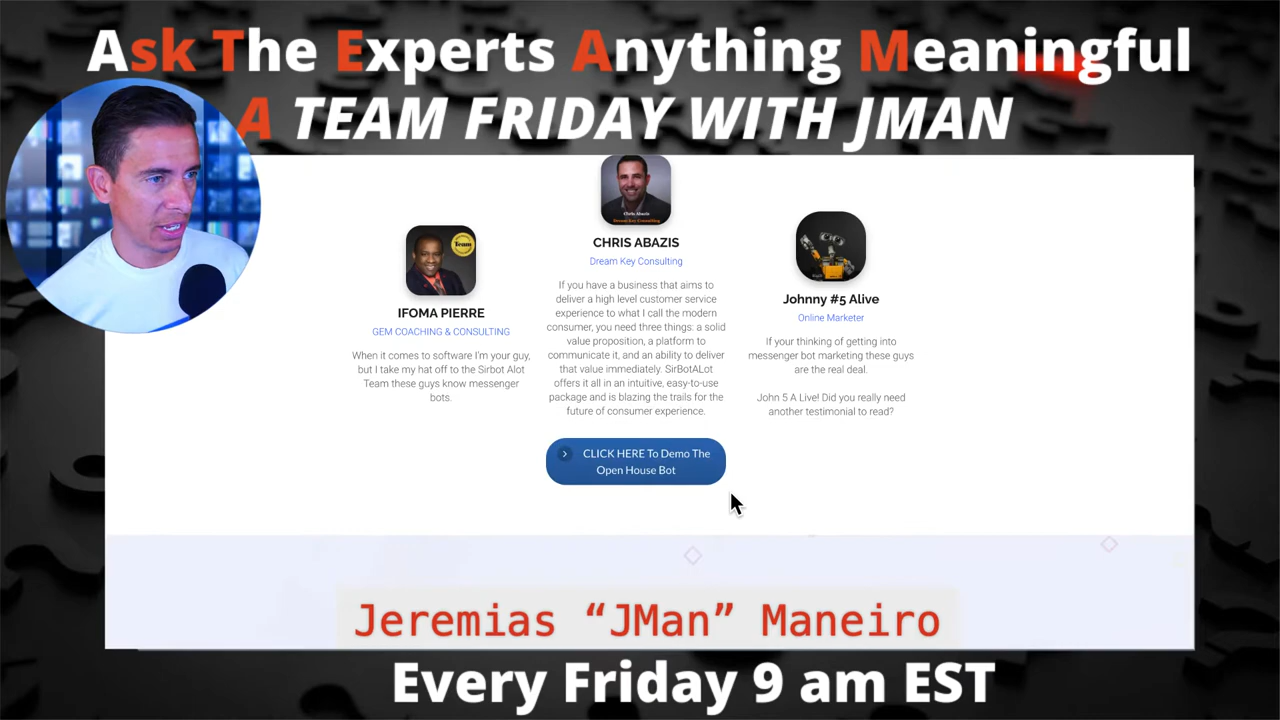 Ask The Experts Anything Meaningful
A TEAM FRIDAY WITH JMAN
Team
IFOMA PIERRE
GEM COACHING & CONSULTING
When it comes to software I'm your guy,
but I take my hat off to the Sirbot Alot
Team these guys know messenger
bots.
Chris Abazis
Dream Key Consulting
CHRIS ABAZIS
Dream Key Consulting
If you have a business that aims to
deliver a high level customer service
experience to what I call the modern
consumer, you need three things: a solid
value proposition, a platform to
communicate it, and an ability to deliver
that value immediately. SirBotALot
offers it all in an intuitive, easy-to-use
package and is blazing the trails for the
future of consumer experience.
Johnny #5 Alive
Online Marketer
If your thinking of getting into
messenger bot marketing these guys
are the real deal.
John 5 A Live! Did you really need
another testimonial to read?
CLICK HERE To Demo The
Open House Bot
Jeremias “JMan” Maneiro
Every Friday 9 am EST